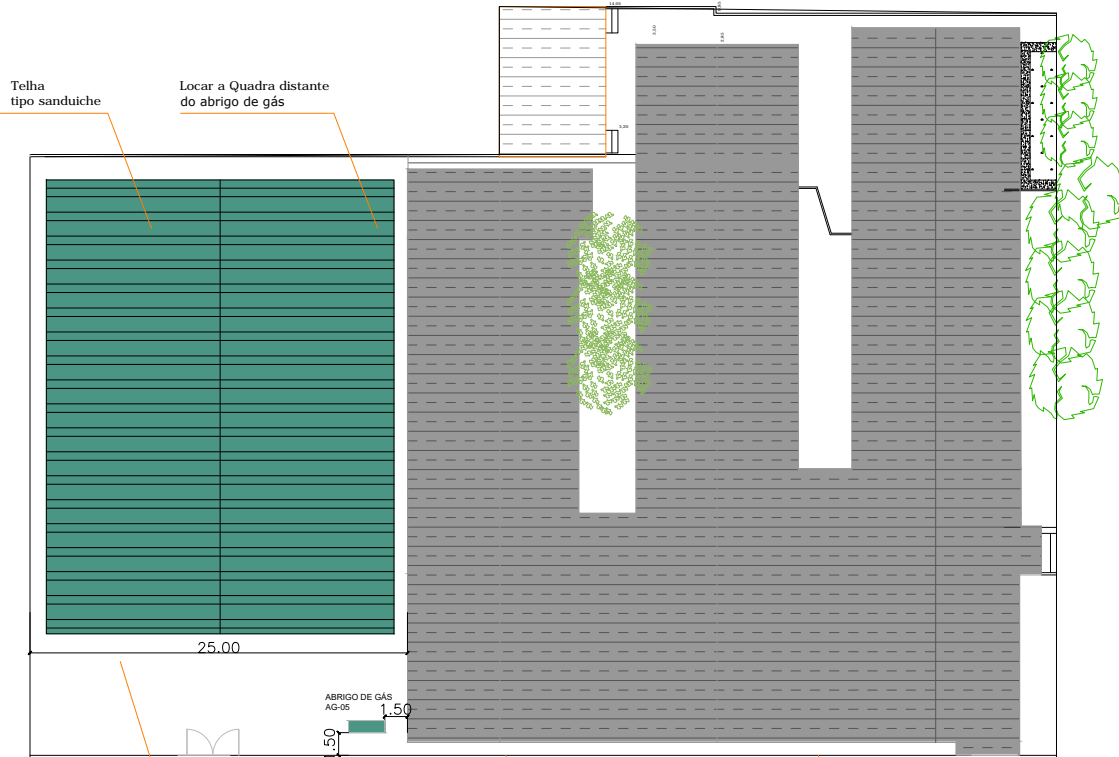 Telha
tipo sanduiche
Locar a Quadra distante
do abrigo de gás
25.00
ABRIGO DE GÁS
AG-05
1.50
1.50